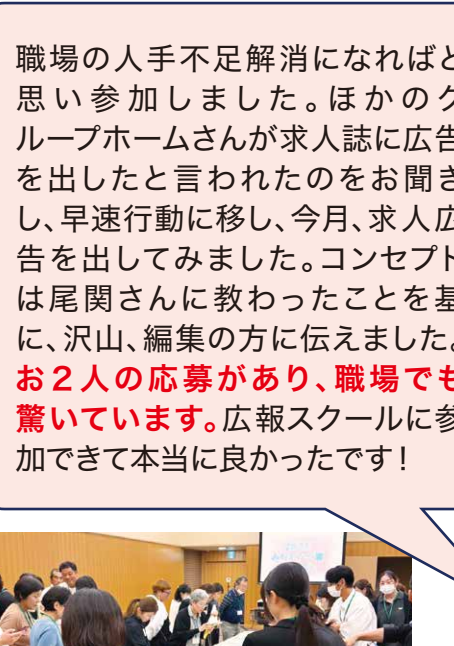 職場の人手不足解消になればと
思い参加しました。ほかのグ
ループホームさんが求人誌に広告
を出したと言われたのをお聞き
し、早速行動に移し、今月、求人広
告を出してみました。コンセプト
は尾関さんに教わったことを基
に、沢山、編集の方に伝えました。
お２人の応募があり、職場でも
驚いています。広報スクールに参
加できて本当に良かったです！